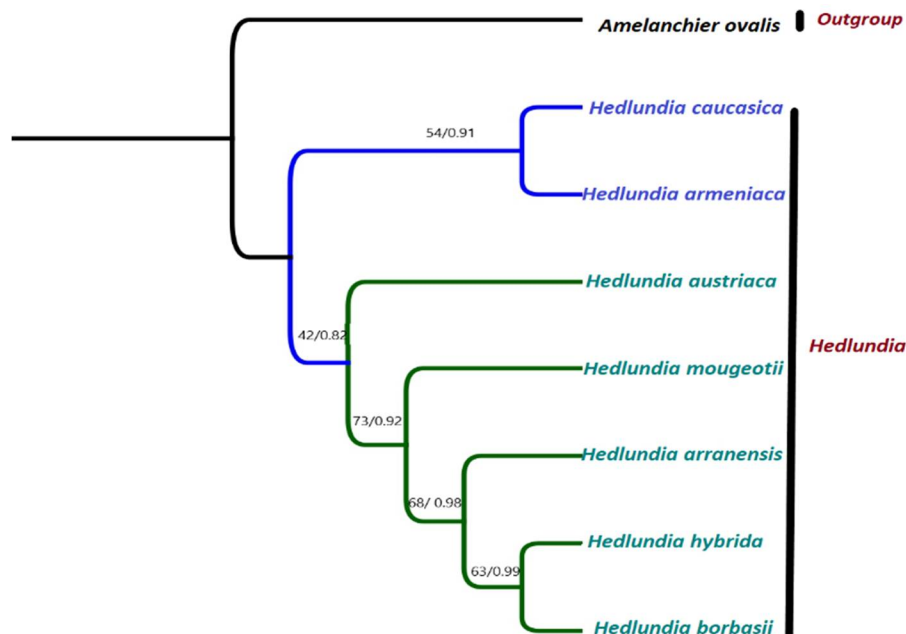 Amelanchier ovalis
Outgroup
Hedlundia caucasica
54/0.91
Hedlundia armeniaca
Hedlundia austriaca
42/0.82
Hedlundia
Hedlundia mougeotii
73/0.92
Hedlundia arranensis
68/ 0.98
Hedlundia hybrida
63/0.99
Hedlundia borbasii